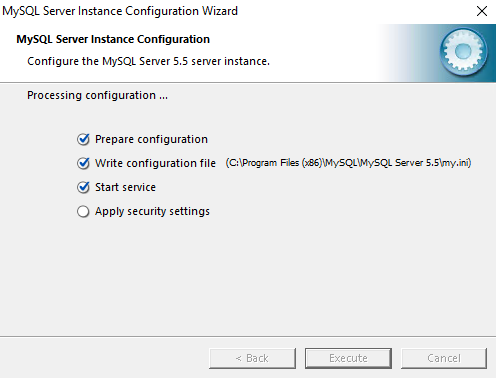 MySQL Server Instance Configuration Wizard
MySQL Server Instance Configuration
Configure the MySQL Server 5.5 server instance.
Processing configuration ...
Prepare configuration
Write configuration file (C:\Program Files (x86)\MySQL\MySQL Server 5.5\my.ini)
Start service
Apply security settings
< Back Execute Cancel